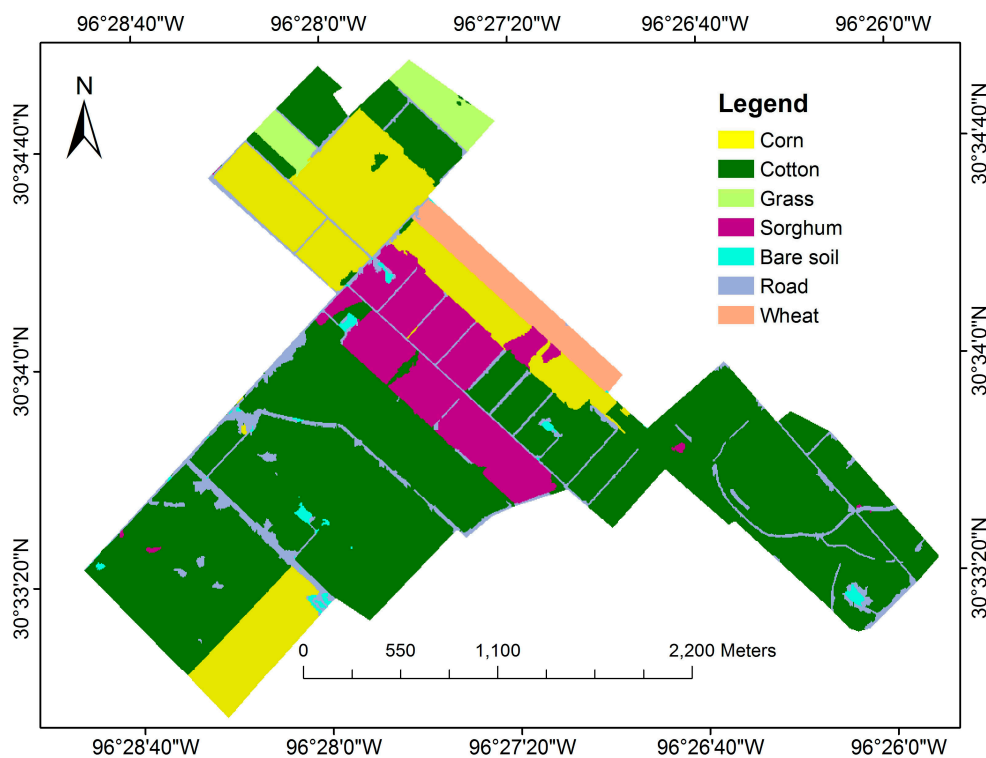 96°28'40"W 96°28'0"W 96°27'20"W 96°26'40"W 96°26'0"W
N
Legend
Corn
Cotton
Grass
Sorghum
Bare soil
Road
Wheat
30°34'40"N
30°34'0"N
30°33'20"N
30°34'40"N
30°34'0"N
30°33'20"N
0 550 1,100 2,200 Meters
96°28'40"W 96°28'0"W 96°27'20"W 96°26'40"W 96°26'0"W